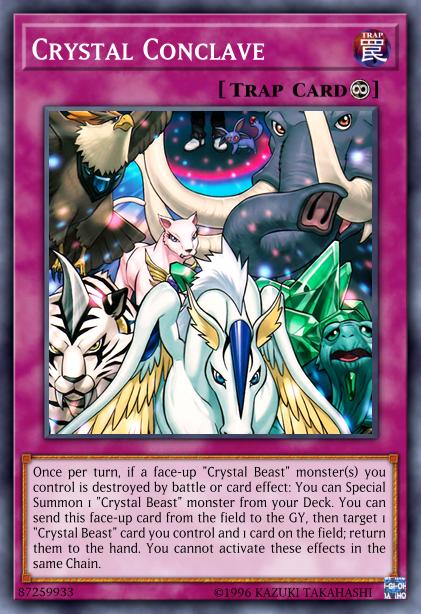 CRYSTAL CONCLAVE
TRAP
罠
[TRAP CARD]
Once per turn, if a face-up "Crystal Beast" monster(s) you
control is destroyed by battle or card effect: You can Special
Summon 1 "Crystal Beast" monster from your Deck. You can
send this face-up card from the field to the GY, then target 1
"Crystal Beast" card you control and 1 card on the field; return
them to the hand. You cannot activate these effects in the
same Chain.
87259933
©1996 KAZUKI TAKAHASHI